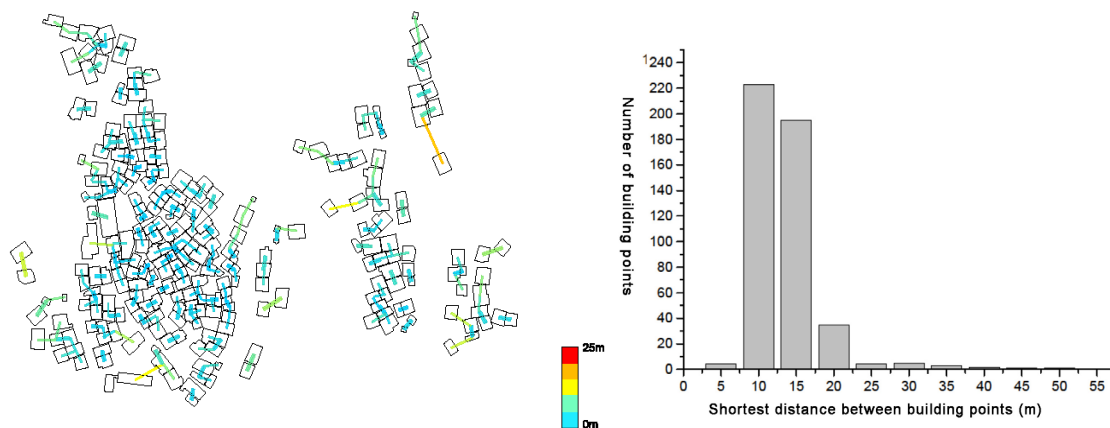 25m
0m
Number of building points
1240
220
200
180
160
140
120
100
80
60
40
20
0
0 5 10 15 20 25 30 35 40 45 50 55
Shortest distance between building points (m)